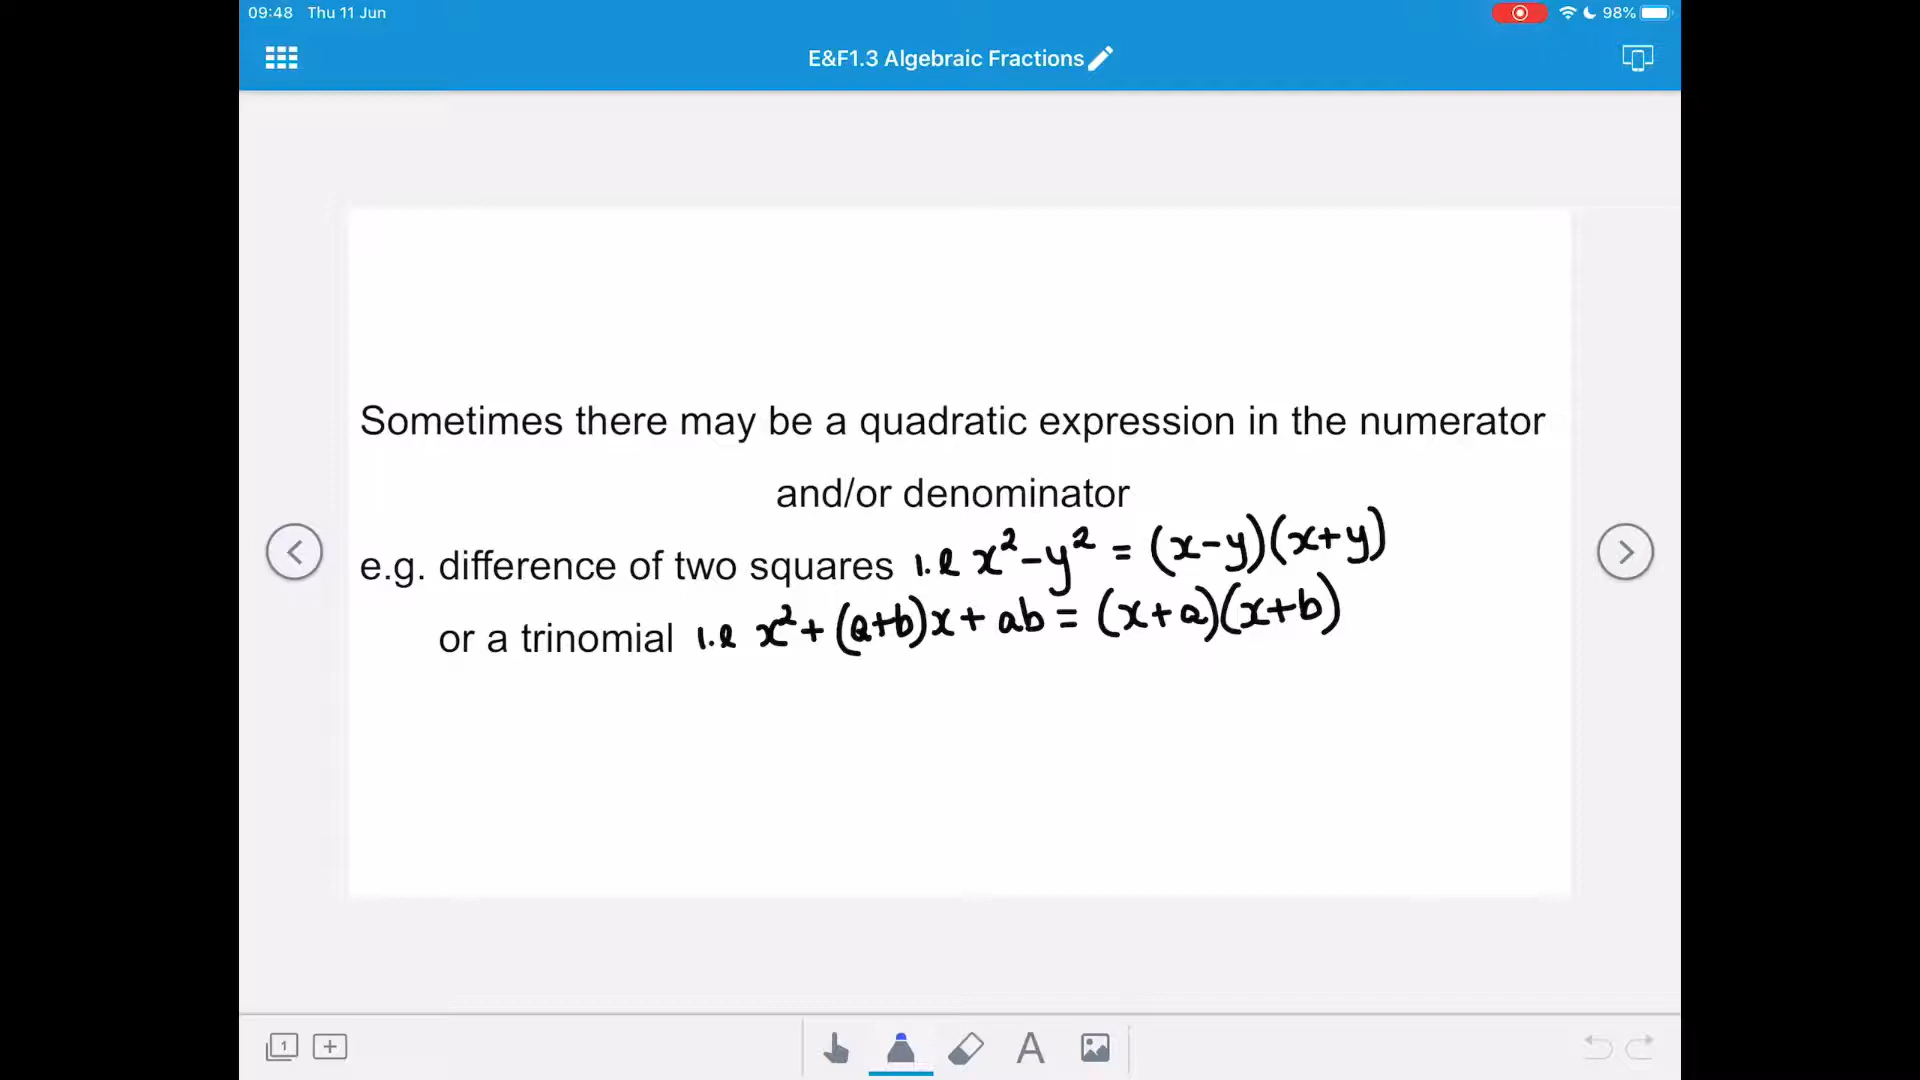 09:48 Thu 11 Jun 98%
E&F1.3 Algebraic Fractions
Sometimes there may be a quadratic expression in the numerator
and/or denominator
e.g. difference of two squares i.e x² - y² = (x-y)(x+y)
or a trinomial i.e x² + (a+b)x + ab = (x+a)(x+b)
1 A